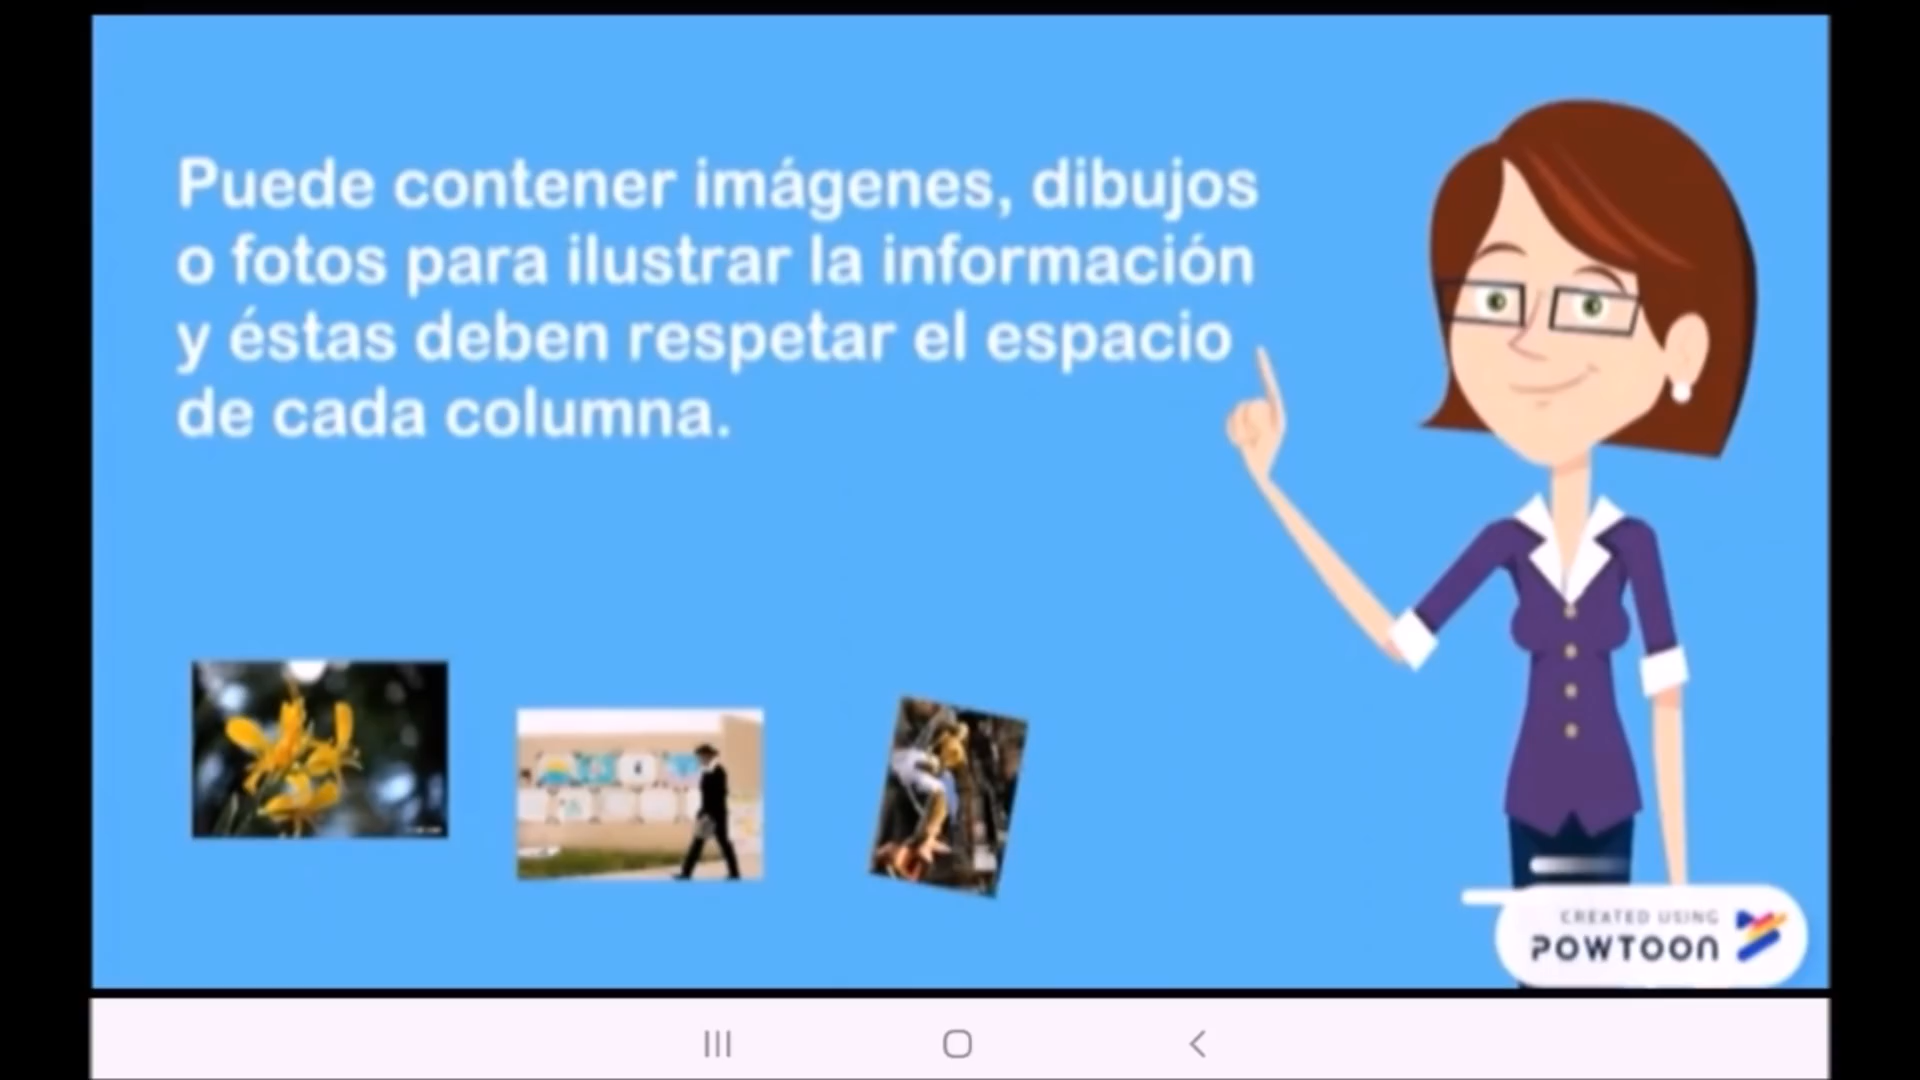 Puede contener imágenes, dibujos
o fotos para ilustrar la información
y éstas deben respetar el espacio
de cada columna.
CREATED USING
POWTOON